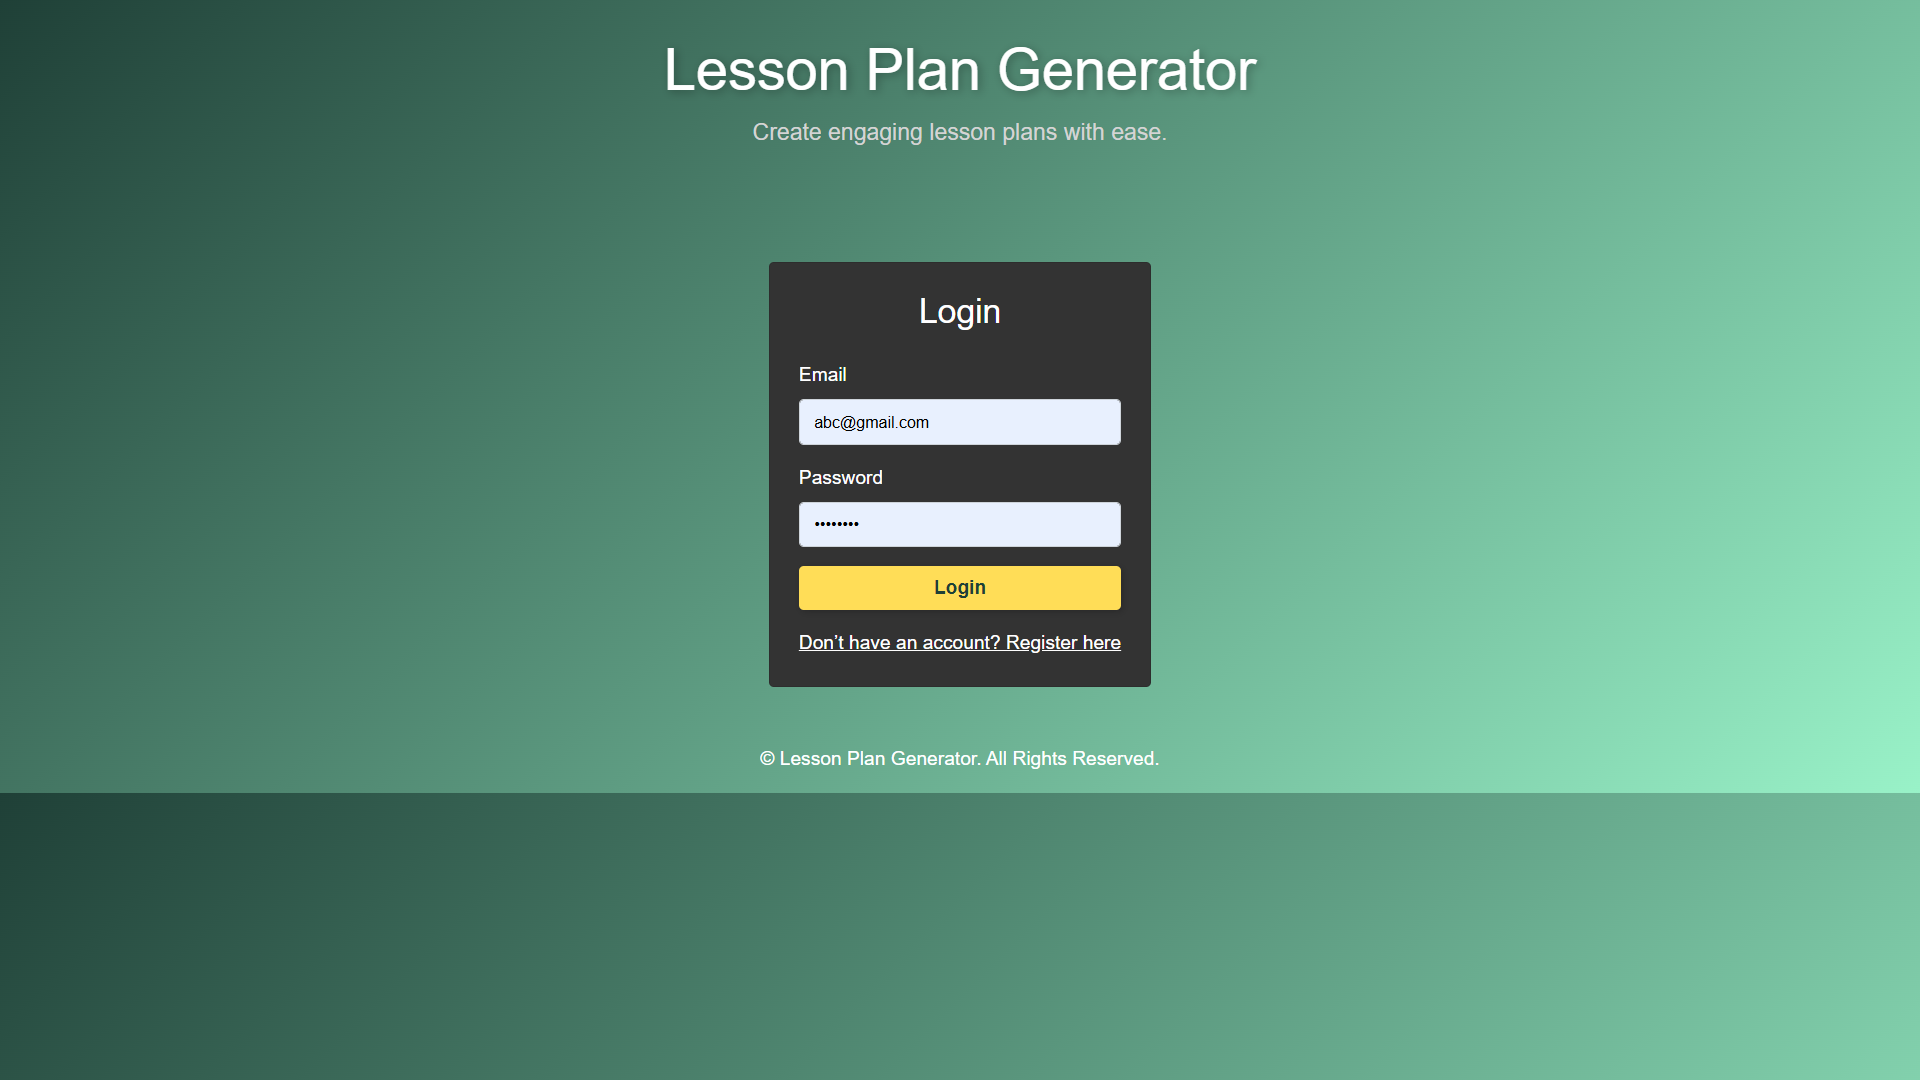 Lesson Plan Generator
Create engaging lesson plans with ease.
Login
Email
abc@gmail.com
Password
••••••••
Login
Don’t have an account? Register here
© Lesson Plan Generator. All Rights Reserved.